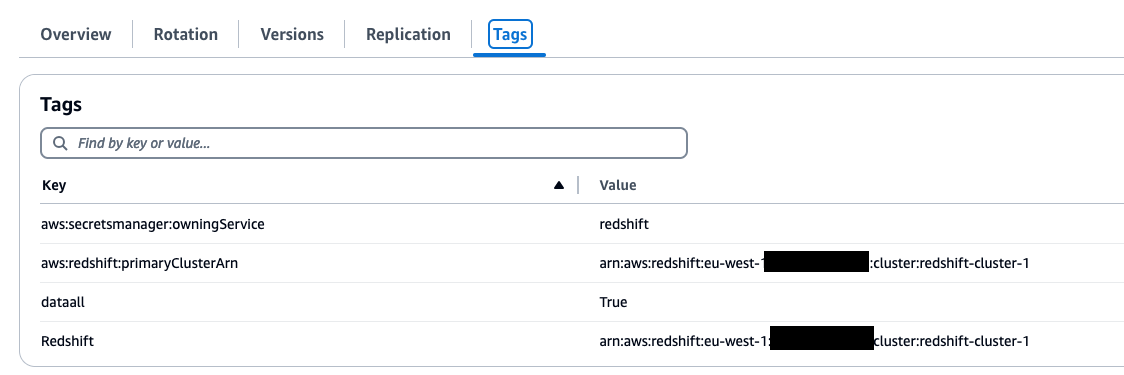 Overview Rotation Versions Replication Tags
Tags
Find by key or value...
Key Value
aws:secretsmanager:owningService redshift
aws:redshift:primaryClusterArn arn:aws:redshift:eu-west-1 :cluster:redshift-cluster-1
dataall True
Redshift arn:aws:redshift:eu-west-1: cluster:redshift-cluster-1